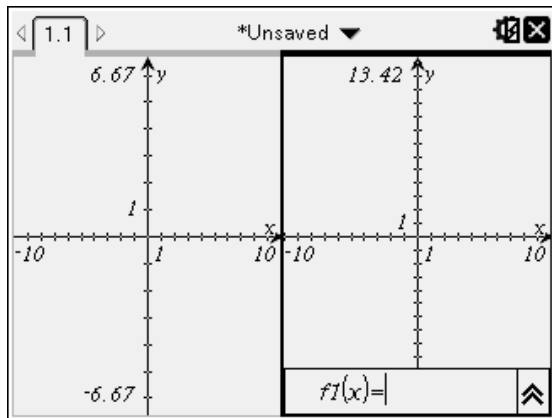 1.1 *Unsaved
6.67 y
1
x
-10 1 10
-6.67
13.42 y
1
x
-10 1 10
f1(x)=